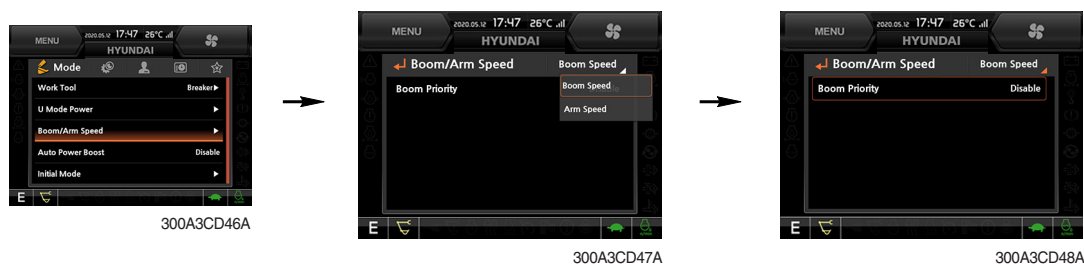 MENU
2020.05.12 17:47 26°C
HYUNDAI
Mode
Work Tool Breaker▶
U Mode Power ▶
Boom/Arm Speed ▶
Auto Power Boost Disable
Initial Mode ▶
E
300A3CD46A
MENU
2020.05.12 17:47 26°C
HYUNDAI
Boom/Arm Speed Boom Speed
Boom Priority
Boom Speed
Arm Speed
E
300A3CD47A
MENU
2020.05.12 17:47 26°C
HYUNDAI
Boom/Arm Speed Boom Speed
Boom Priority Disable
E
300A3CD48A